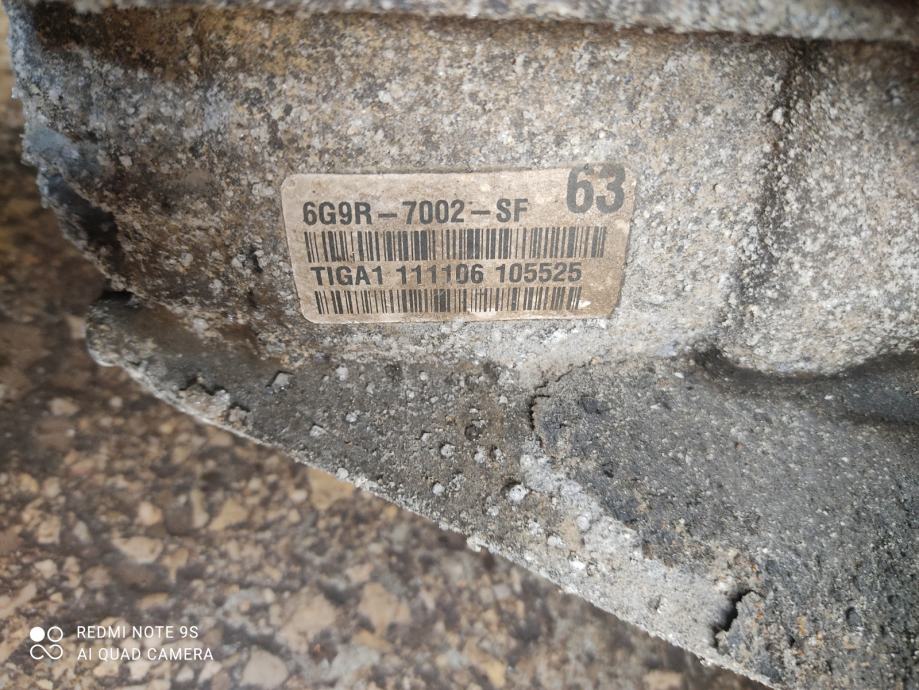 63
6G9R-7002-SF
TIGA1 111106 105525
REDMI NOTE 9S
AI QUAD CAMERA